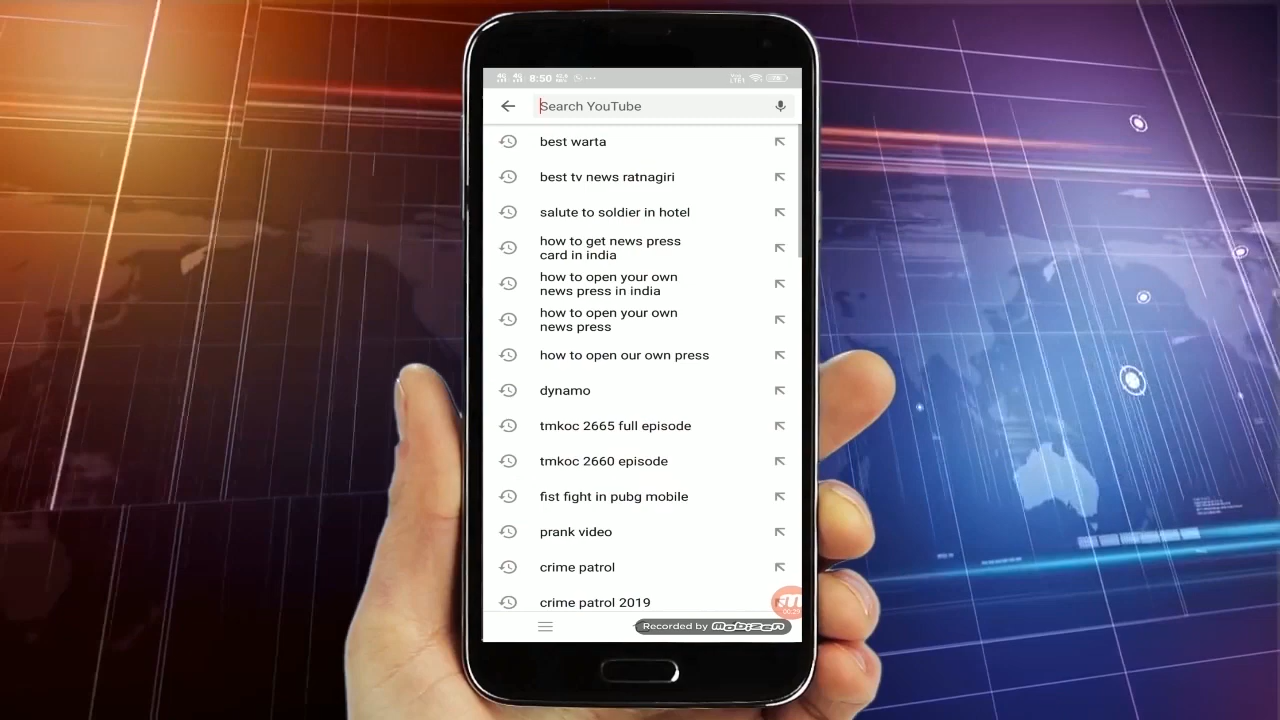 8:50
Search YouTube
best warta
best tv news ratnagiri
salute to soldier in hotel
how to get news press
card in india
how to open your own
news press in india
how to open your own
news press
how to open our own press
dynamo
tmkoc 2665 full episode
tmkoc 2660 episode
fist fight in pubg mobile
prank video
crime patrol
crime patrol 2019
00:29
Recorded by mobizen